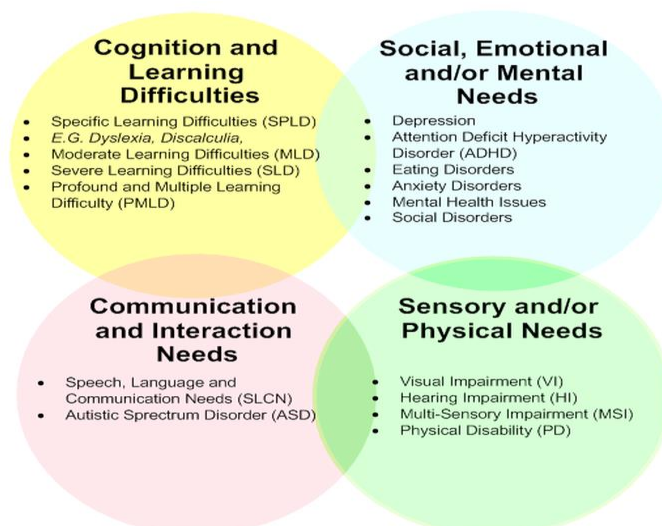 Cognition and
Learning
Difficulties
• Specific Learning Difficulties (SPLD)
• E.G. Dyslexia, Discalculia,
• Moderate Learning Difficulties (MLD)
• Severe Learning Difficulties (SLD)
• Profound and Multiple Learning
Difficulty (PMLD)
Social, Emotional
and/or Mental
Needs
• Depression
• Attention Deficit Hyperactivity
Disorder (ADHD)
• Eating Disorders
• Anxiety Disorders
• Mental Health Issues
• Social Disorders
Communication
and Interaction
Needs
• Speech, Language and
Communication Needs (SLCN)
• Autistic Spectrum Disorder (ASD)
Sensory and/or
Physical Needs
• Visual Impairment (VI)
• Hearing Impairment (HI)
• Multi-Sensory Impairment (MSI)
• Physical Disability (PD)